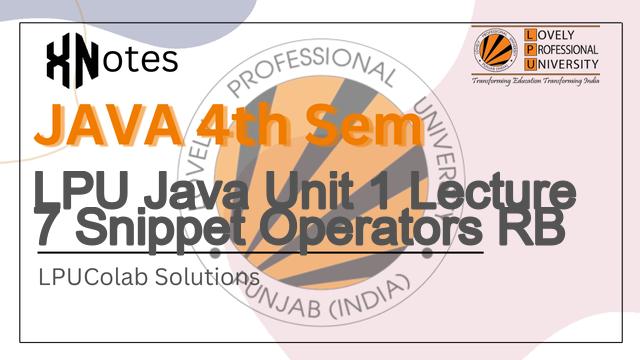 XNotes
LOVELY
PROFESSIONAL
UNIVERSITY
Transforming Education Transforming India
JAVA 4th Sem
LPU Java Unit 1 Lecture
7 Snippet Operators RB
LPUColab Solutions
PROFESSIONAL
UNIVERSITY
PUNJAB (INDIA)